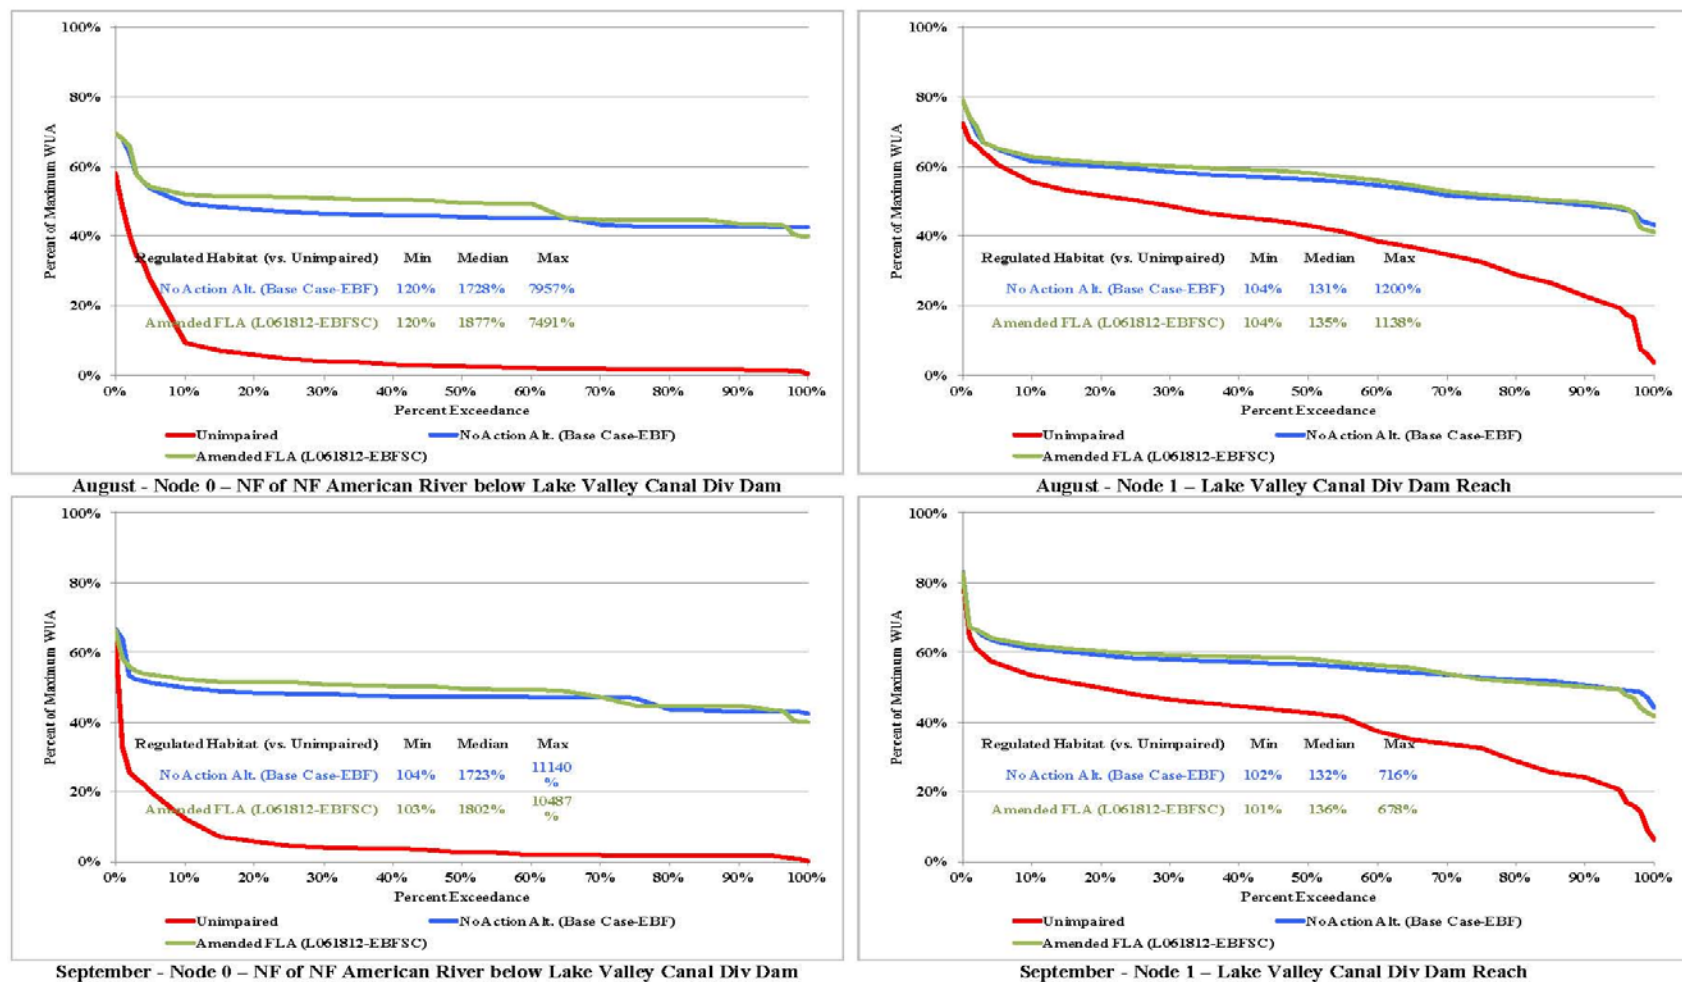 100%
80%
60%
40%
20%
0%
Percent of Maximum WUA
Regulated Habitat (vs. Unimpaired) Min Median Max
No Action Alt. (Base Case-EBF) 120% 1728% 7957%
Amended FLA (L061812-EBFSC) 120% 1877% 7491%
0% 10% 20% 30% 40% 50% 60% 70% 80% 90% 100%
Percent Exceedance
Unimpaired No Action Alt. (Base Case-EBF)
Amended FLA (L061812-EBFSC)
August - Node 0 – NF of NF American River below Lake Valley Canal Div Dam
100%
80%
60%
40%
20%
0%
Percent of Maximum WUA
Regulated Habitat (vs. Unimpaired) Min Median Max
No Action Alt. (Base Case-EBF) 104% 131% 1200%
Amended FLA (L061812-EBFSC) 104% 135% 1138%
0% 10% 20% 30% 40% 50% 60% 70% 80% 90% 100%
Percent Exceedance
Unimpaired No Action Alt. (Base Case-EBF)
Amended FLA (L061812-EBFSC)
August - Node 1 – Lake Valley Canal Div Dam Reach
100%
80%
60%
40%
20%
0%
Percent of Maximum WUA
Regulated Habitat (vs. Unimpaired) Min Median Max
No Action Alt. (Base Case-EBF) 104% 1723% 11140
%
Amended FLA (L061812-EBFSC) 103% 1802% 10487
%
0% 10% 20% 30% 40% 50% 60% 70% 80% 90% 100%
Percent Exceedance
Unimpaired No Action Alt. (Base Case-EBF)
Amended FLA (L061812-EBFSC)
September - Node 0 – NF of NF American River below Lake Valley Canal Div Dam
100%
80%
60%
40%
20%
0%
Percent of Maximum WUA
Regulated Habitat (vs. Unimpaired) Min Median Max
No Action Alt. (Base Case-EBF) 102% 132% 716%
Amended FLA (L061812-EBFSC) 101% 136% 678%
0% 10% 20% 30% 40% 50% 60% 70% 80% 90% 100%
Percent Exceedance
Unimpaired No Action Alt. (Base Case-EBF)
Amended FLA (L061812-EBFSC)
September - Node 1 – Lake Valley Canal Div Dam Reach